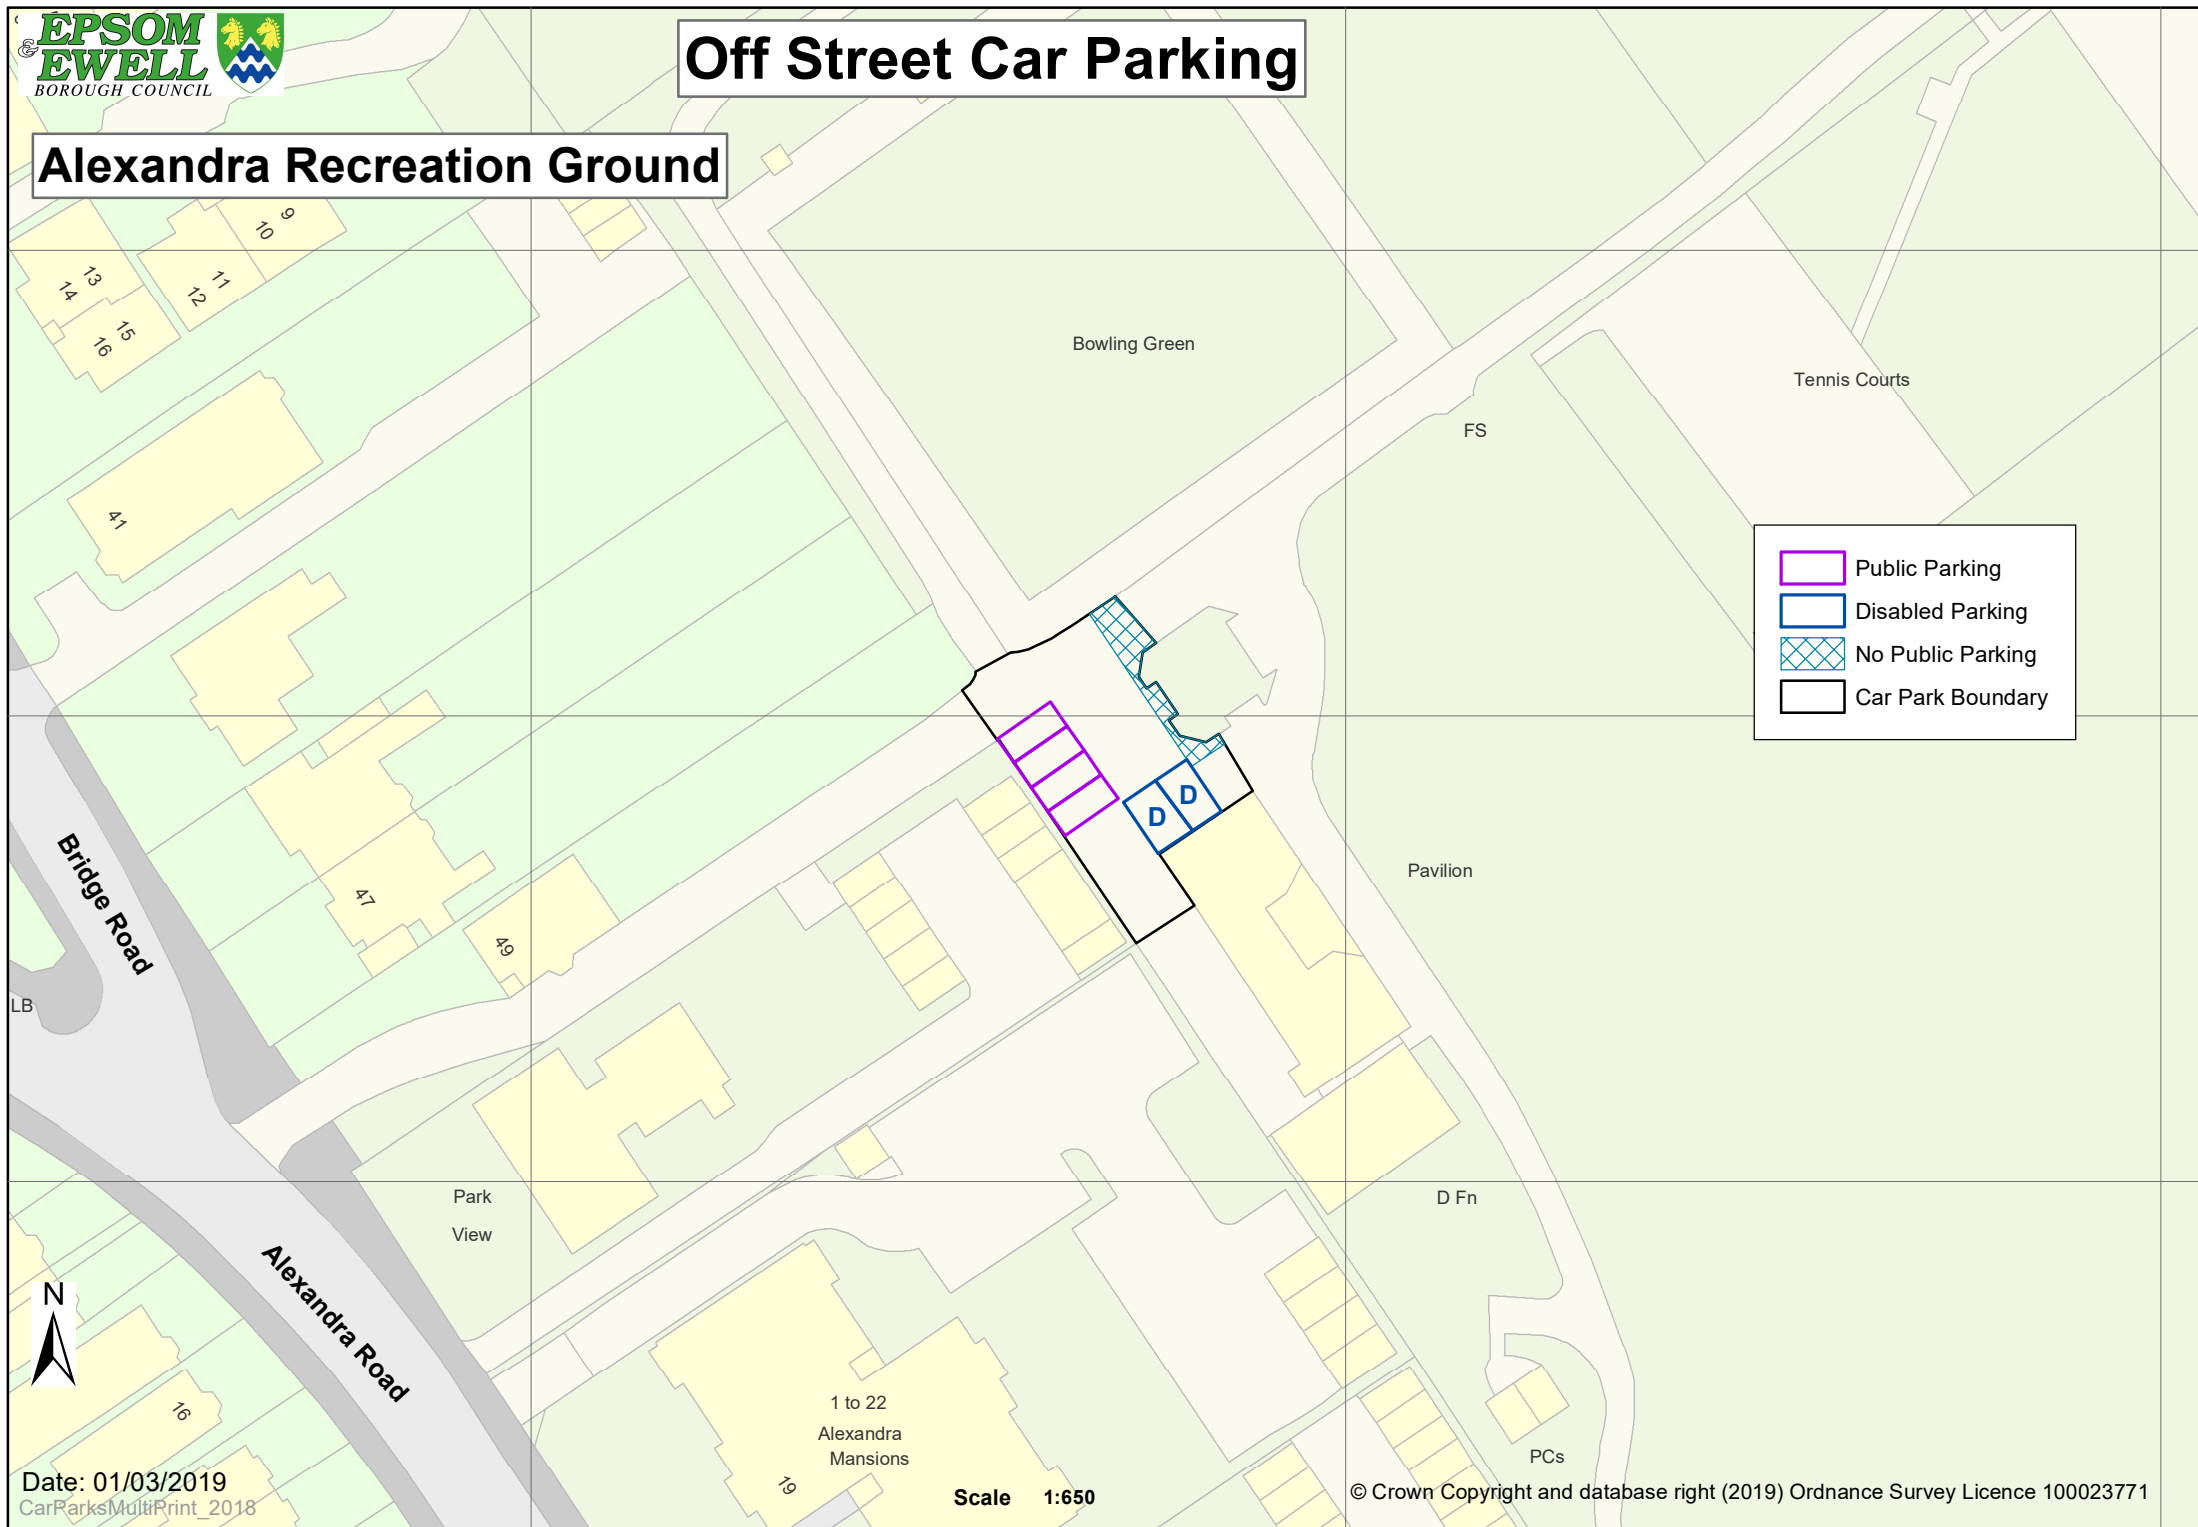 EPSOM
& EWELL
BOROUGH COUNCIL
Off Street Car Parking
Alexandra Recreation Ground
9
10
11
12
13
14
15
16
41
Bowling Green
Tennis Courts
FS
Public Parking
Disabled Parking
No Public Parking
Car Park Boundary
D
D
Bridge Road
47
49
Pavilion
LB
Park
View
D Fn
Alexandra Road
N
16
1 to 22
Alexandra
Mansions
19
PCs
Date: 01/03/2019
CarParksMultiPrint_2018
Scale 1:650
© Crown Copyright and database right (2019) Ordnance Survey Licence 100023771